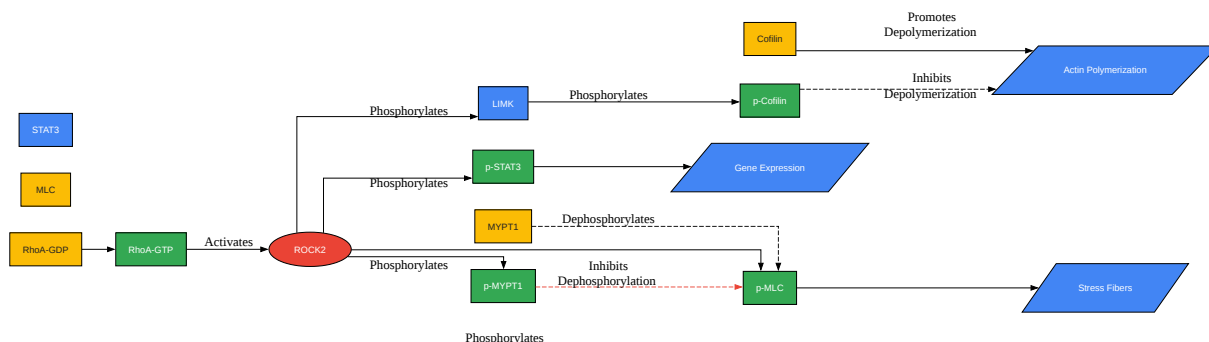 Promotes
Depolymerization
Cofilin
Actin Polymerization
Inhibits
Depolymerization
LIMK
Phosphorylates
p-Cofilin
Phosphorylates
STAT3
p-STAT3
Gene Expression
Phosphorylates
MLC
MYPT1
Dephosphorylates
RhoA-GDP
RhoA-GTP
Activates
ROCK2
Phosphorylates
Inhibits
Dephosphorylation
p-MYPT1
p-MLC
Stress Fibers
Phosphorylates